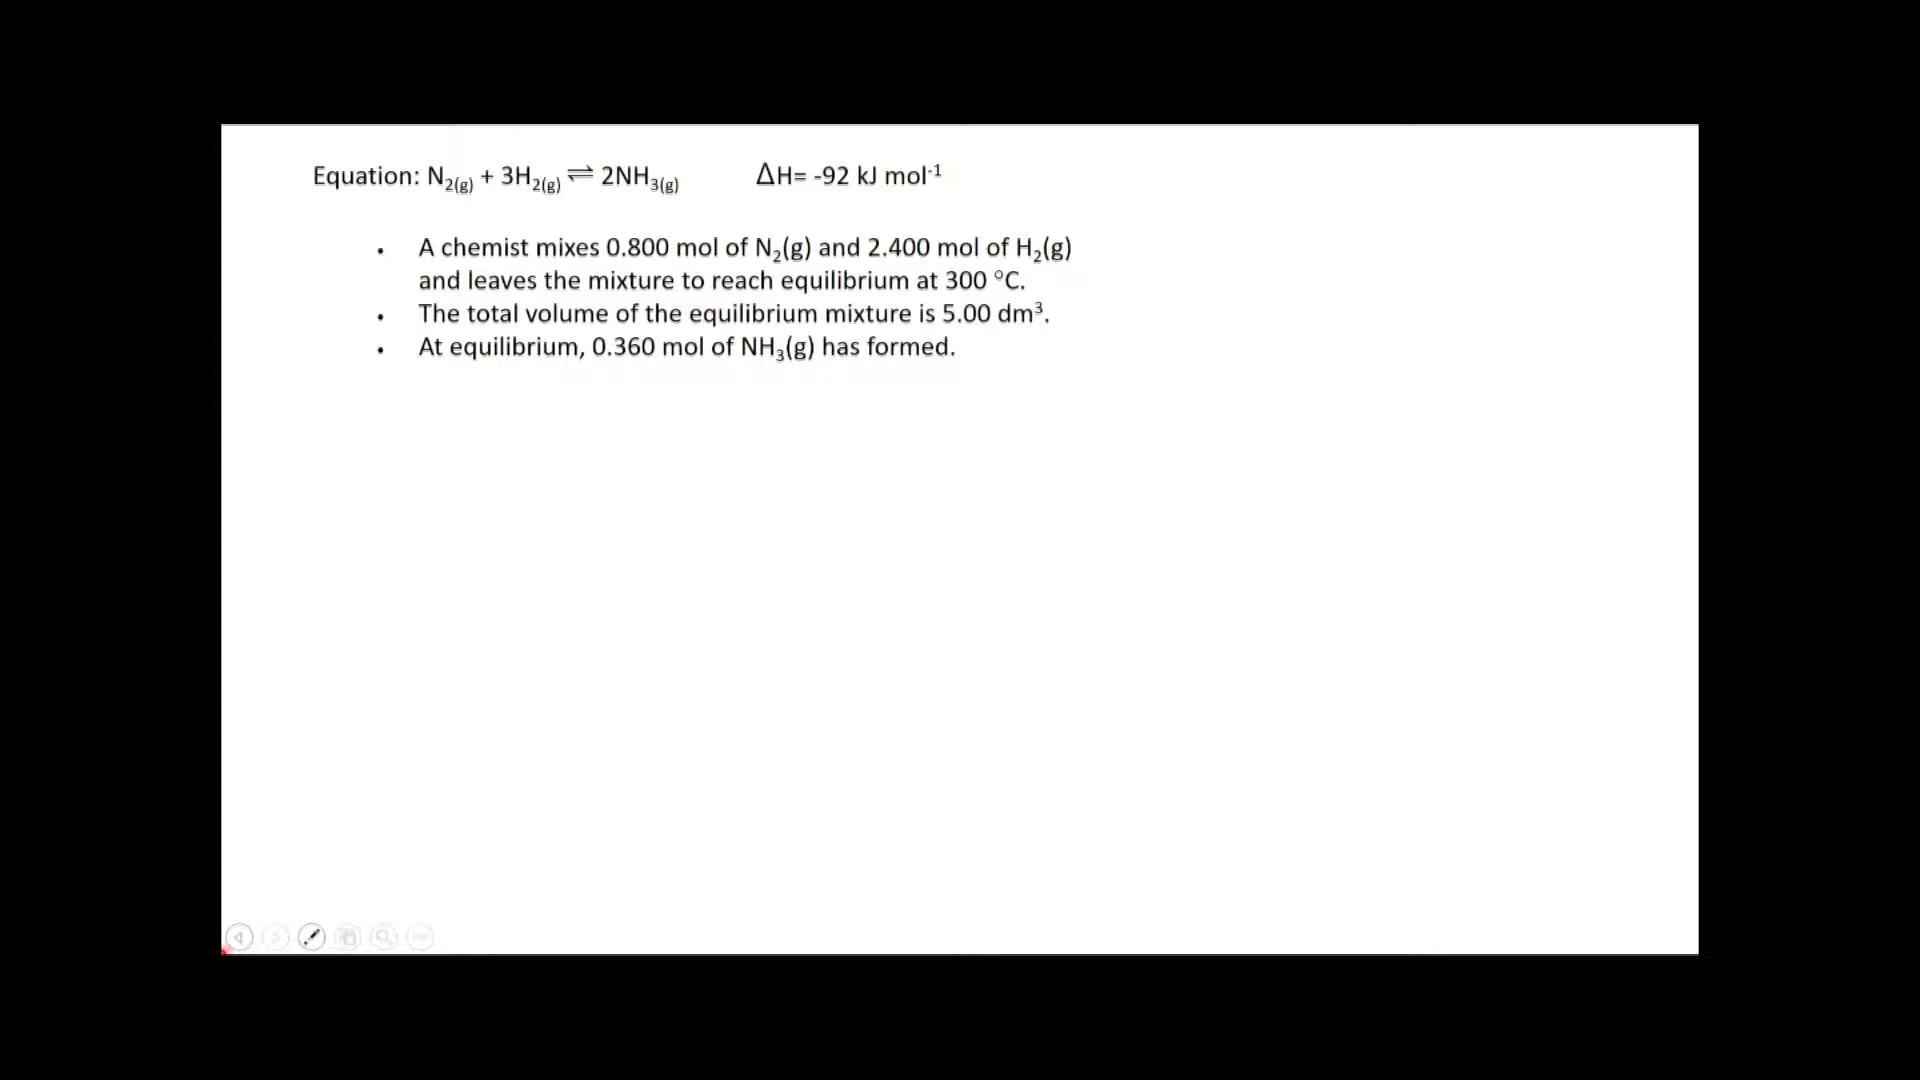 Equation: N₂(g) + 3H₂(g) ⇌ 2NH₃(g) ΔH= -92 kJ mol⁻¹
• A chemist mixes 0.800 mol of N₂(g) and 2.400 mol of H₂(g)
and leaves the mixture to reach equilibrium at 300 °C.
• The total volume of the equilibrium mixture is 5.00 dm³.
• At equilibrium, 0.360 mol of NH₃(g) has formed.